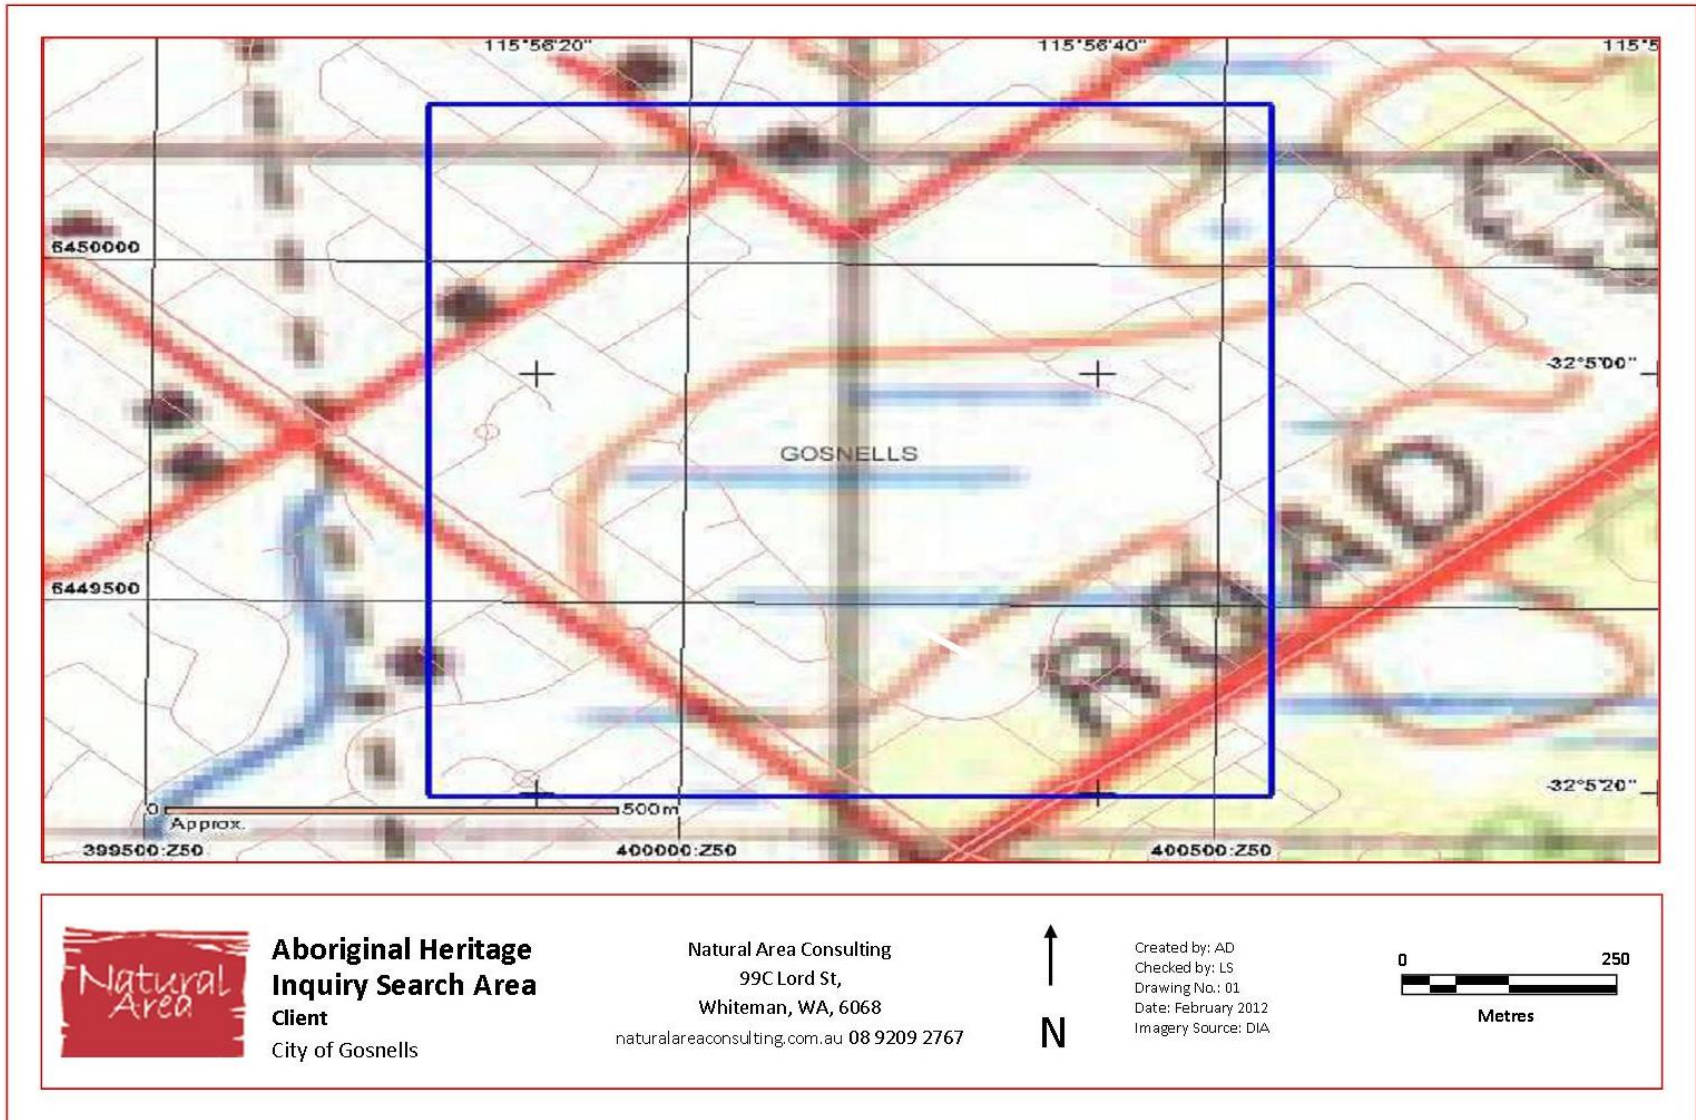 115°56'20"
115°56'40"
115°5
6450000
-32°5'00"
GOSNELLS
ROAD
6449500
-32°5'20"
0
500m
Approx.
399500:Z50
400000:Z50
400500:Z50
Natural
Area
Aboriginal Heritage
Inquiry Search Area
Client
City of Gosnells
Natural Area Consulting
99C Lord St,
Whiteman, WA, 6068
naturalareaconsulting.com.au 08 9209 2767
N
Created by: AD
Checked by: LS
Drawing No.: 01
Date: February 2012
Imagery Source: DIA
0 250
Metres